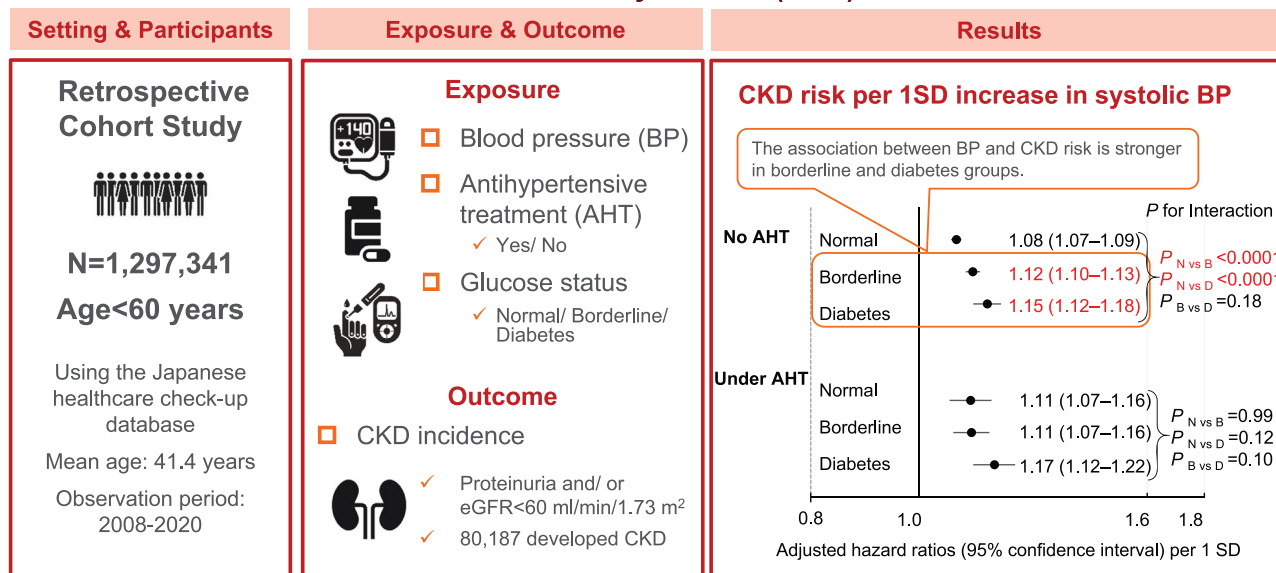 Setting & Participants
Exposure & Outcome
Results
Retrospective
Cohort Study
N=1,297,341
Age<60 years
Using the Japanese
healthcare check-up
database
Mean age: 41.4 years
Observation period:
2008-2020
Exposure
+140
Blood pressure (BP)
Antihypertensive
treatment (AHT)
✓ Yes/ No
Glucose status
✓ Normal/ Borderline/
Diabetes
Outcome
CKD incidence
✓ Proteinuria and/ or
eGFR<60 ml/min/1.73 m²
✓ 80,187 developed CKD
CKD risk per 1SD increase in systolic BP
The association between BP and CKD risk is stronger
in borderline and diabetes groups.
P for Interaction
No AHT
Normal 1.08 (1.07–1.09)
Borderline 1.12 (1.10–1.13)
Diabetes 1.15 (1.12–1.18)
P N vs B <0.0001
P N vs D <0.0001
P B vs D =0.18
Under AHT
Normal 1.11 (1.07–1.16)
Borderline 1.11 (1.07–1.16)
Diabetes 1.17 (1.12–1.22)
P N vs B =0.99
P N vs D =0.12
P B vs D =0.10
0.8 1.0 1.6 1.8
Adjusted hazard ratios (95% confidence interval) per 1 SD